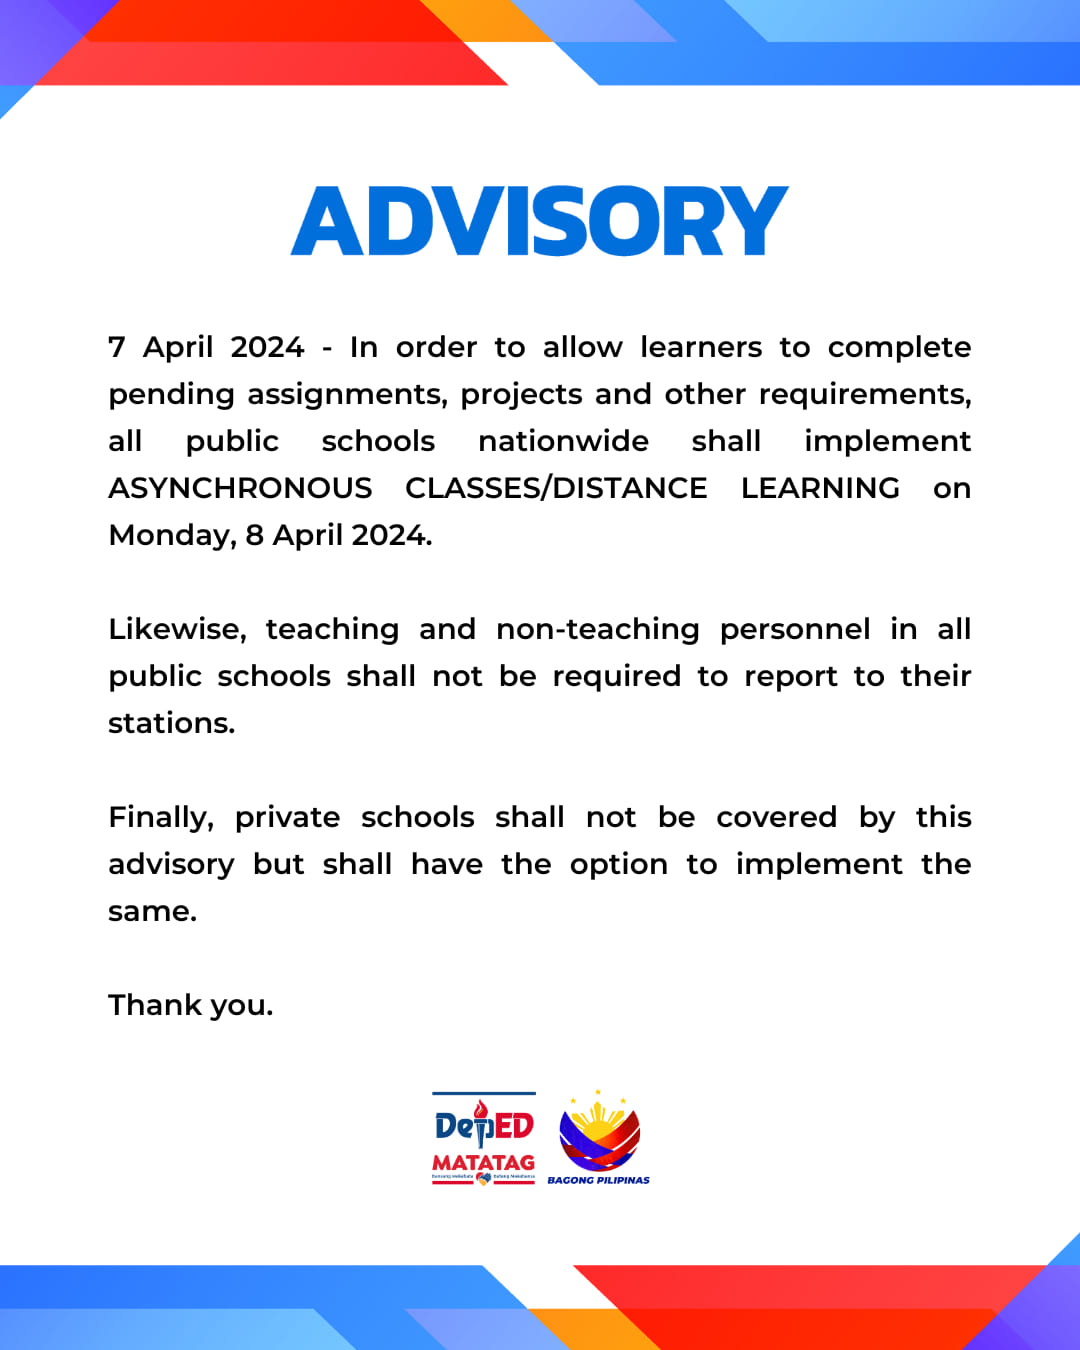 ADVISORY
7 April 2024 - In order to allow learners to complete
pending assignments, projects and other requirements,
all public schools nationwide shall implement
ASYNCHRONOUS CLASSES/DISTANCE LEARNING on
Monday, 8 April 2024.
Likewise, teaching and non-teaching personnel in all
public schools shall not be required to report to their
stations.
Finally, private schools shall not be covered by this
advisory but shall have the option to implement the
same.
Thank you.
DepED
MATATAG
Bansang Makabata Batang Makabansa
BAGONG PILIPINAS